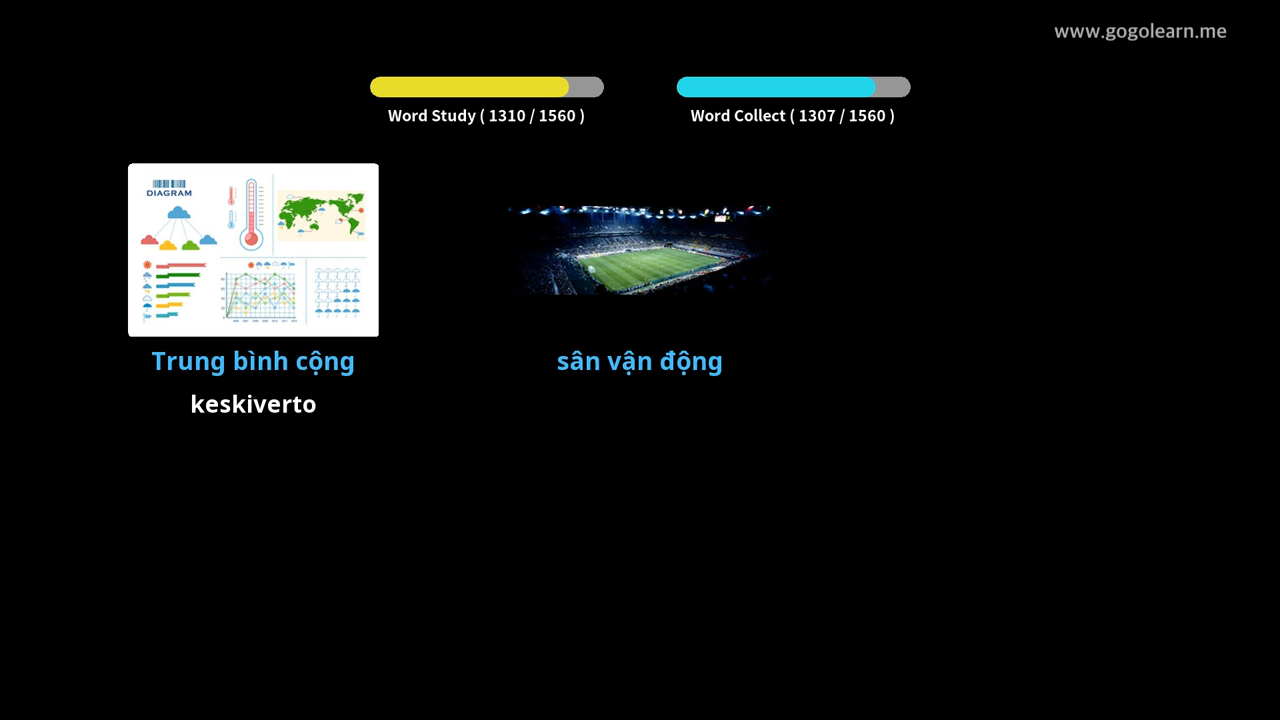 www.gogolearn.me
Word Study ( 1310 / 1560 )
Word Collect ( 1307 / 1560 )
DIAGRAM
Trung bình cộng
sân vận động
keskiverto